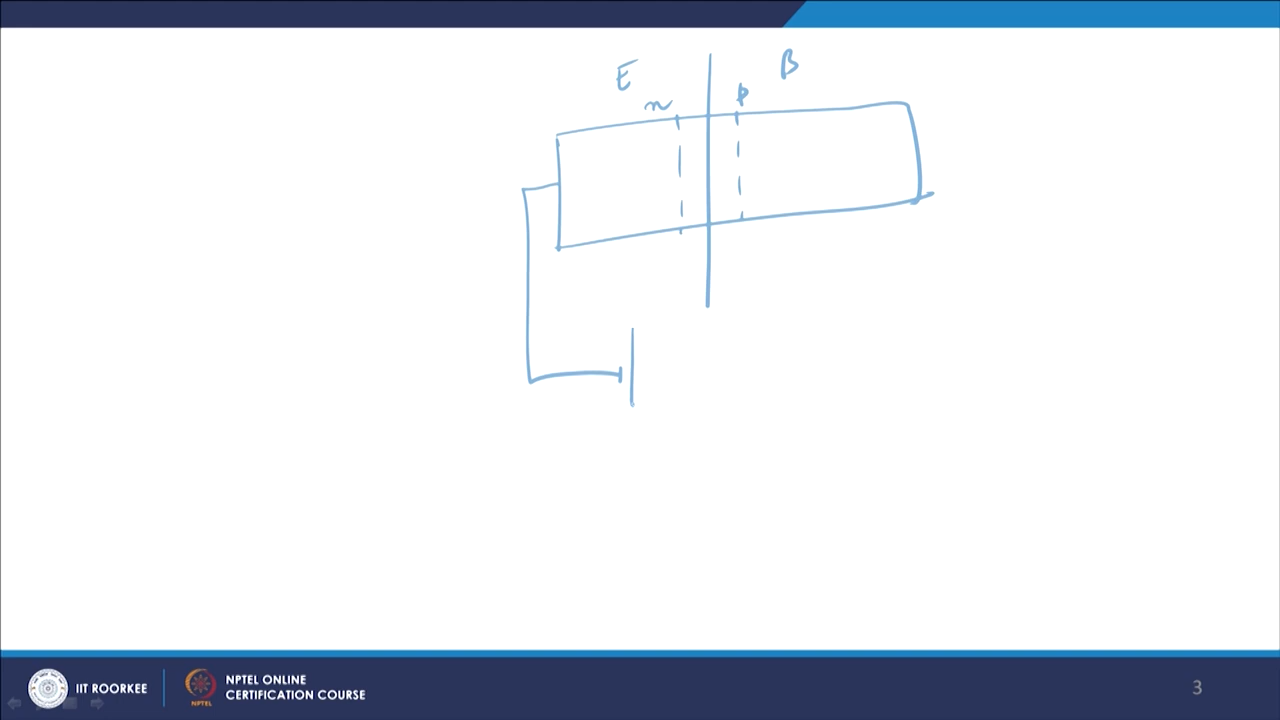 E B
n p
IIT ROORKEE
NPTEL ONLINE
CERTIFICATION COURSE
3